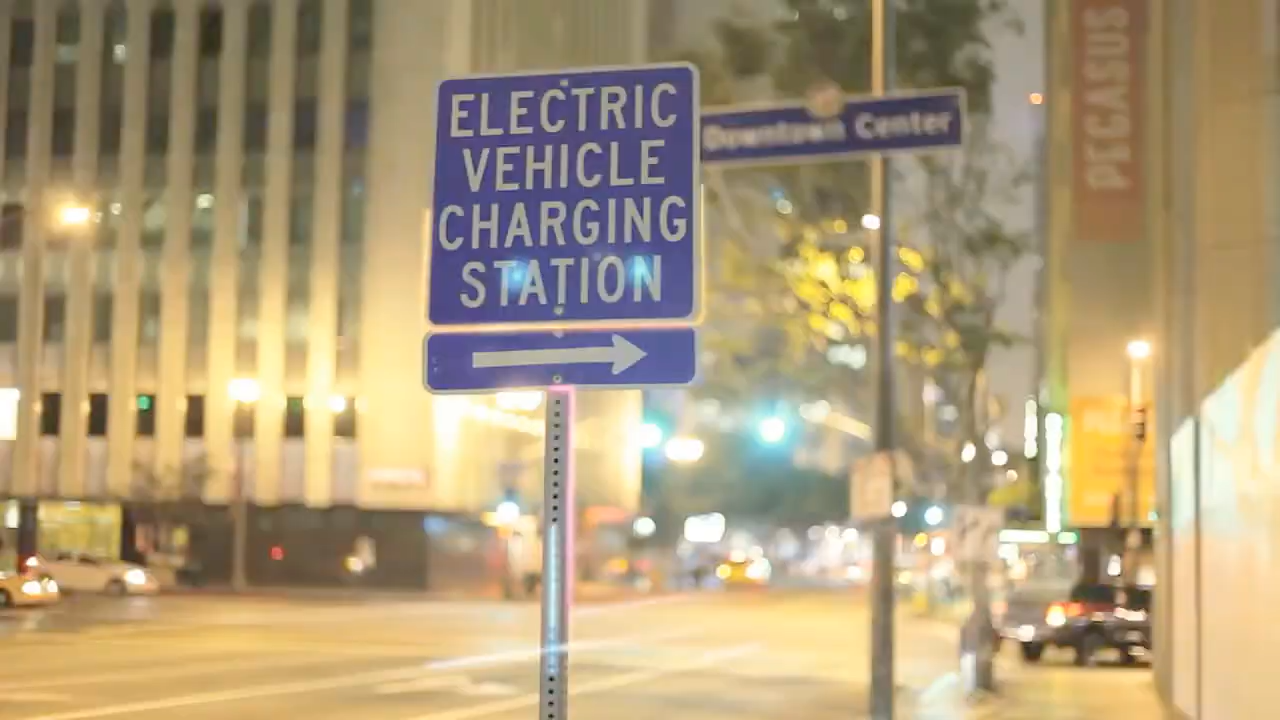 ELECTRIC
VEHICLE
CHARGING
STATION
Downtown Center
PEGASUS